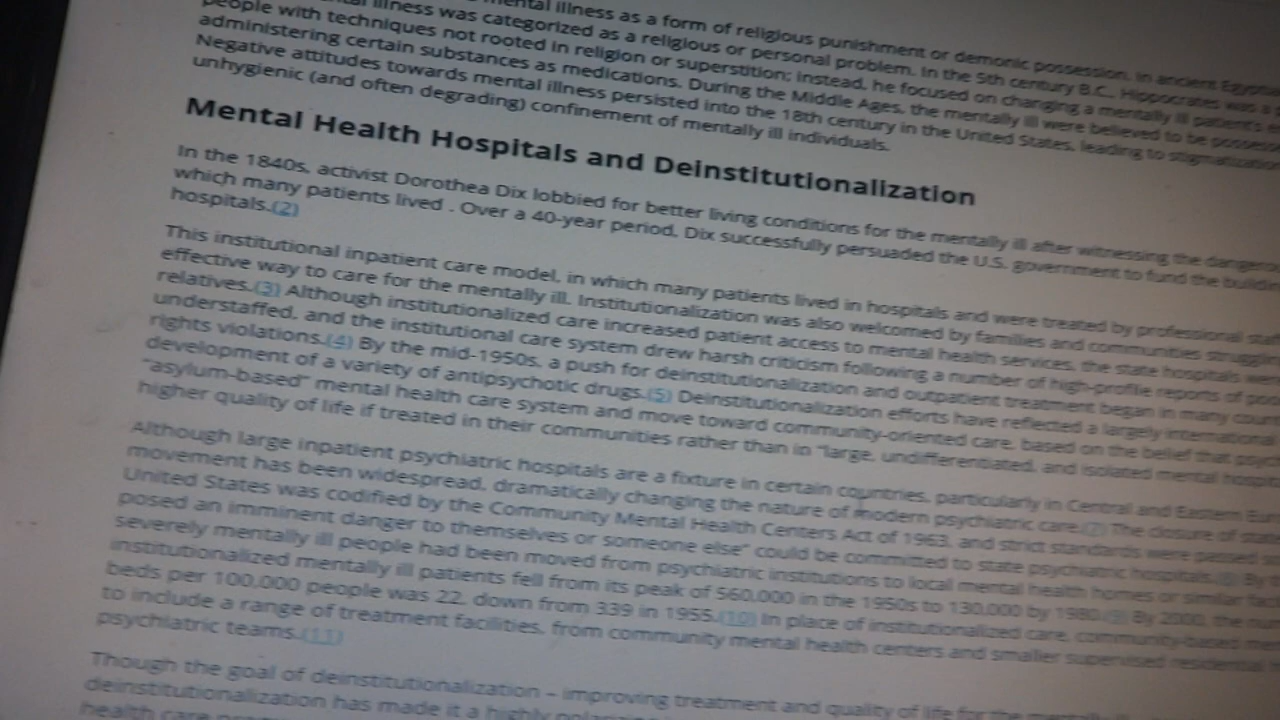 mental illness as a form of religious punishment or demonic possession. In ancient Egyptian
illness was categorized as a religious or personal problem. In the 5th century B.C., Hippocrates was a
people with techniques not rooted in religion or superstition; instead, he focused on changing a mentally ill patient's
administering certain substances as medications. During the Middle Ages, the mentally ill were believed to be possessed
Negative attitudes towards mental illness persisted into the 18th century in the United States, leading to stigmatization
unhygienic (and often degrading) confinement of mentally ill individuals.
Mental Health Hospitals and Deinstitutionalization
In the 1840s, activist Dorothea Dix lobbied for better living conditions for the mentally ill after witnessing the dangerous
which many patients lived . Over a 40-year period, Dix successfully persuaded the U.S. government to fund the building
hospitals.(2)
This institutional inpatient care model, in which many patients lived in hospitals and were treated by professional staff
effective way to care for the mentally ill. Institutionalization was also welcomed by families and communities struggling
relatives.(3) Although institutionalized care increased patient access to mental health services, the state hospitals were
understaffed, and the institutional care system drew harsh criticism following a number of high-profile reports of poor
rights violations.(4) By the mid-1950s, a push for deinstitutionalization and outpatient treatment began in many
development of a variety of antipsychotic drugs.(5) Deinstitutionalization efforts have reflected a largely international
"asylum-based" mental health care system and move toward community-oriented care, based on the belief that
higher quality of life if treated in their communities rather than in "large, undifferentiated, and isolated mental
Although large inpatient psychiatric hospitals are a fixture in certain countries, particularly in Central and Eastern
movement has been widespread, dramatically changing the nature of modern psychiatric care.(7) The closure of
United States was codified by the Community Mental Health Centers Act of 1963, and strict standards were passed
posed an imminent danger to themselves or someone else" could be committed to state psychiatric hospitals. By
severely mentally ill people had been moved from psychiatric institutions to local mental health homes or similar
institutionalized mentally ill patients fell from its peak of 560,000 in the 1950s to 130,000 by 1980. By 2000, the
beds per 100,000 people was 22, down from 339 in 1955.(10) In place of institutionalized care, community-based
to include a range of treatment facilities, from community mental health centers and smaller supervised residential
psychiatric teams.(11)
Though the goal of deinstitutionalization – improving treatment and quality of life for the mentally
deinstitutionalization has made it a highly
health care